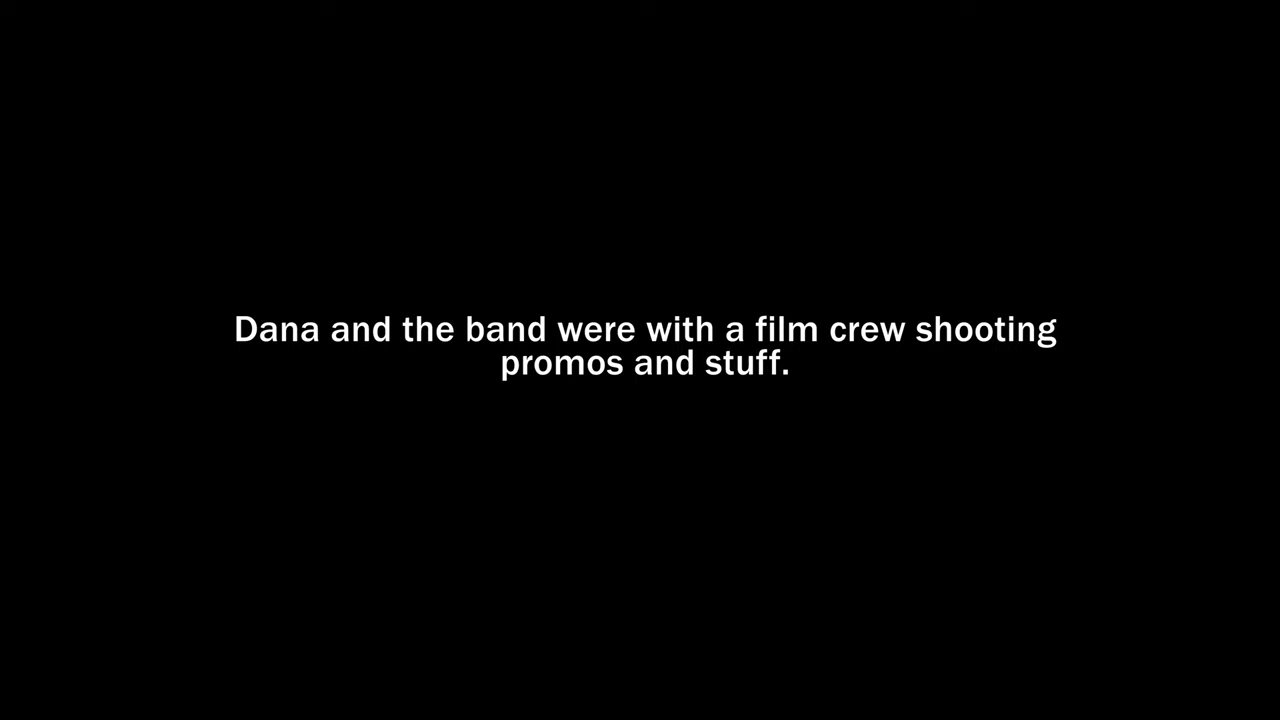 Dana and the band were with a film crew shooting
promos and stuff.